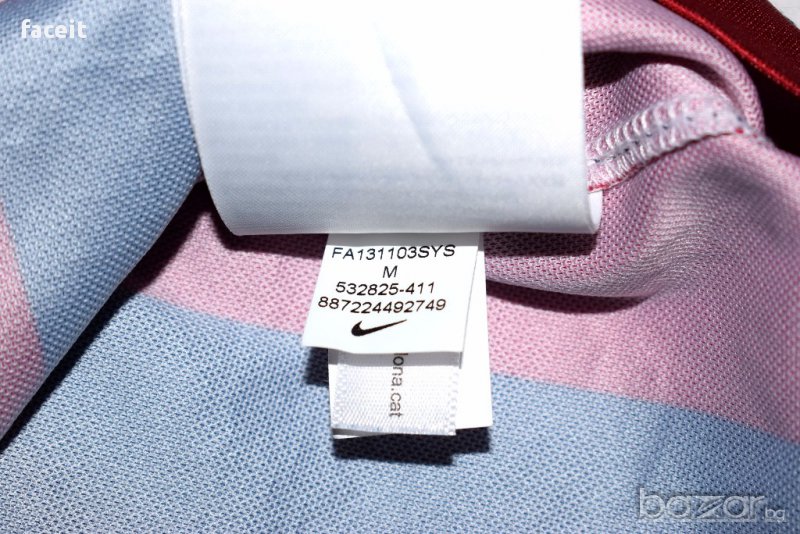 faceit
FA131103SYS
M
532825-411
887224492749
lona.cat
bazar.bg